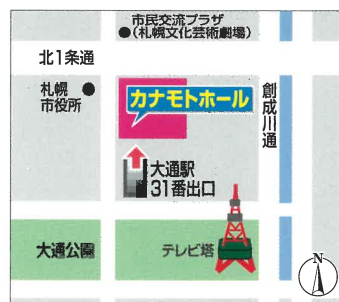 市民交流プラザ
(札幌文化芸術劇場)
北1条通
札幌
市役所
カナモトホール
創成川通
大通駅
31番出口
大通公園
テレビ塔
N